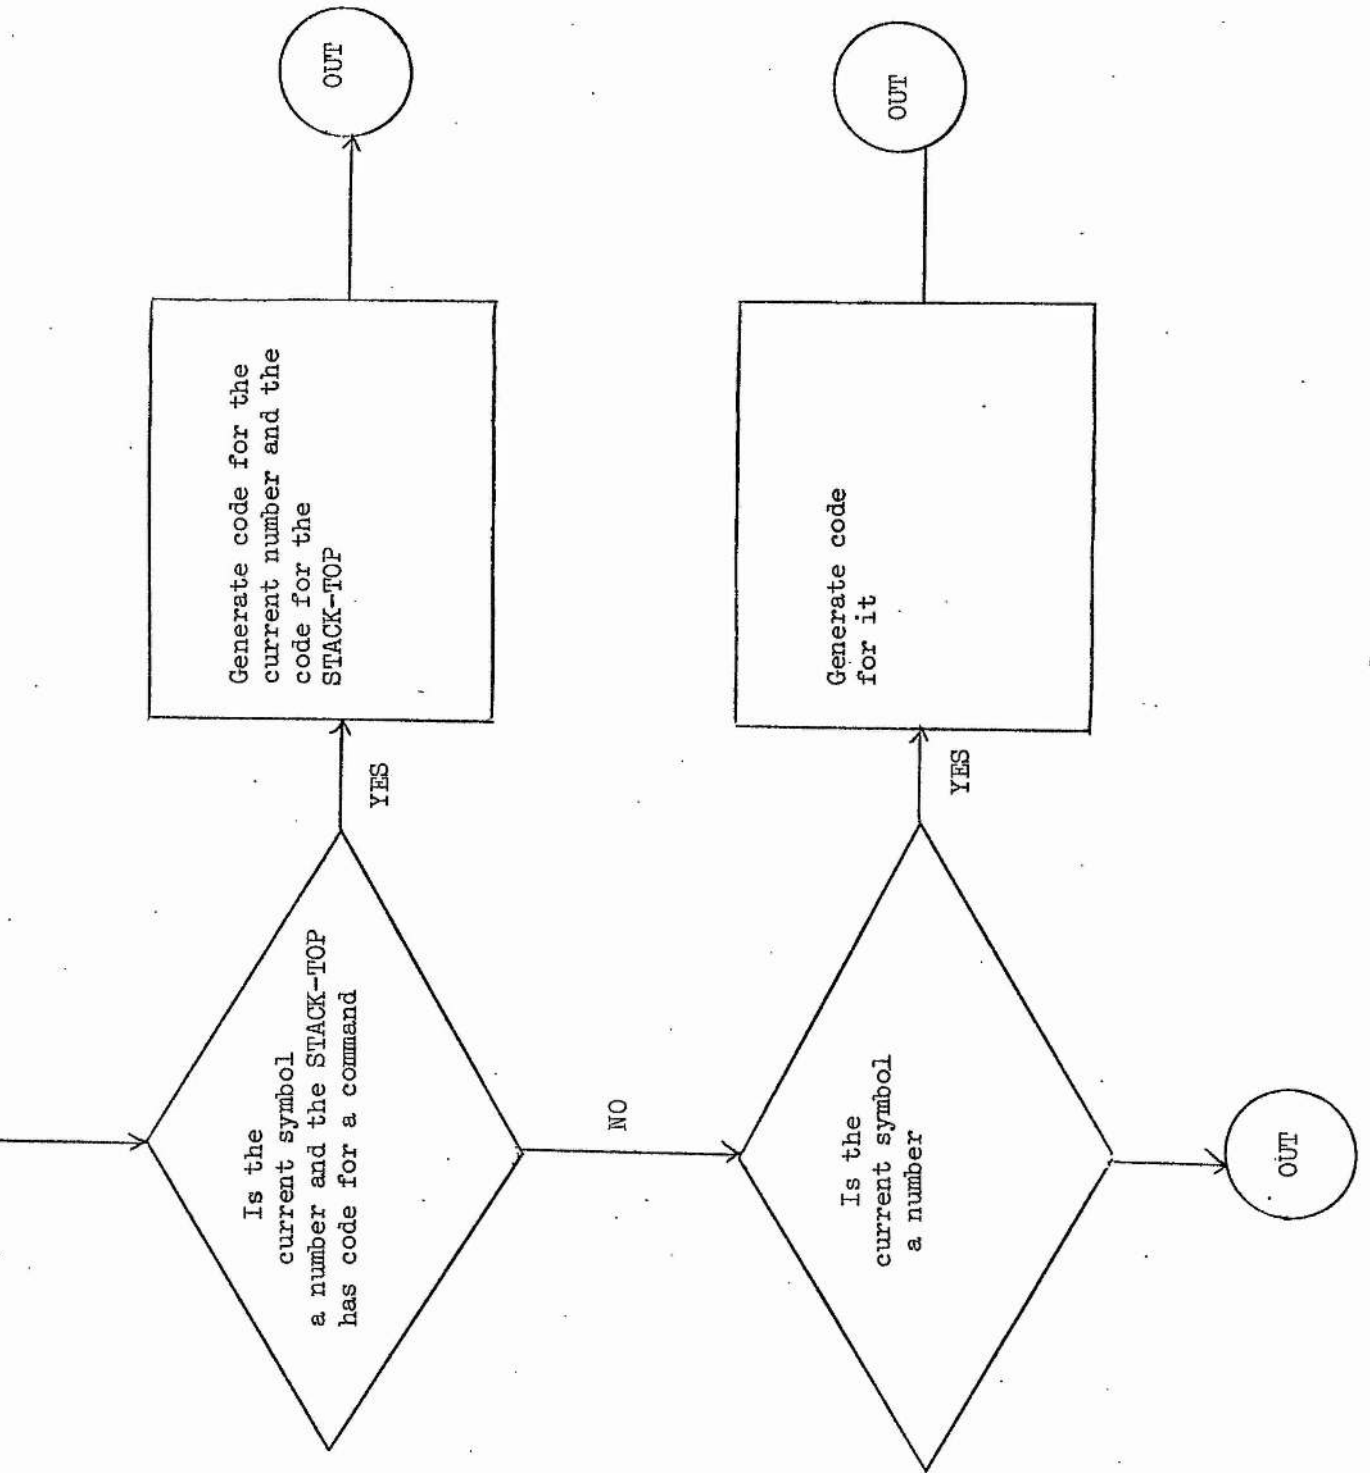 Is the
current symbol
a number and the STACK-TOP
has code for a command
YES
Generate code for the
current number and the
code for the
STACK-TOP
OUT
NO
Is the
current symbol
a number
YES
Generate code
for it
OUT
OUT